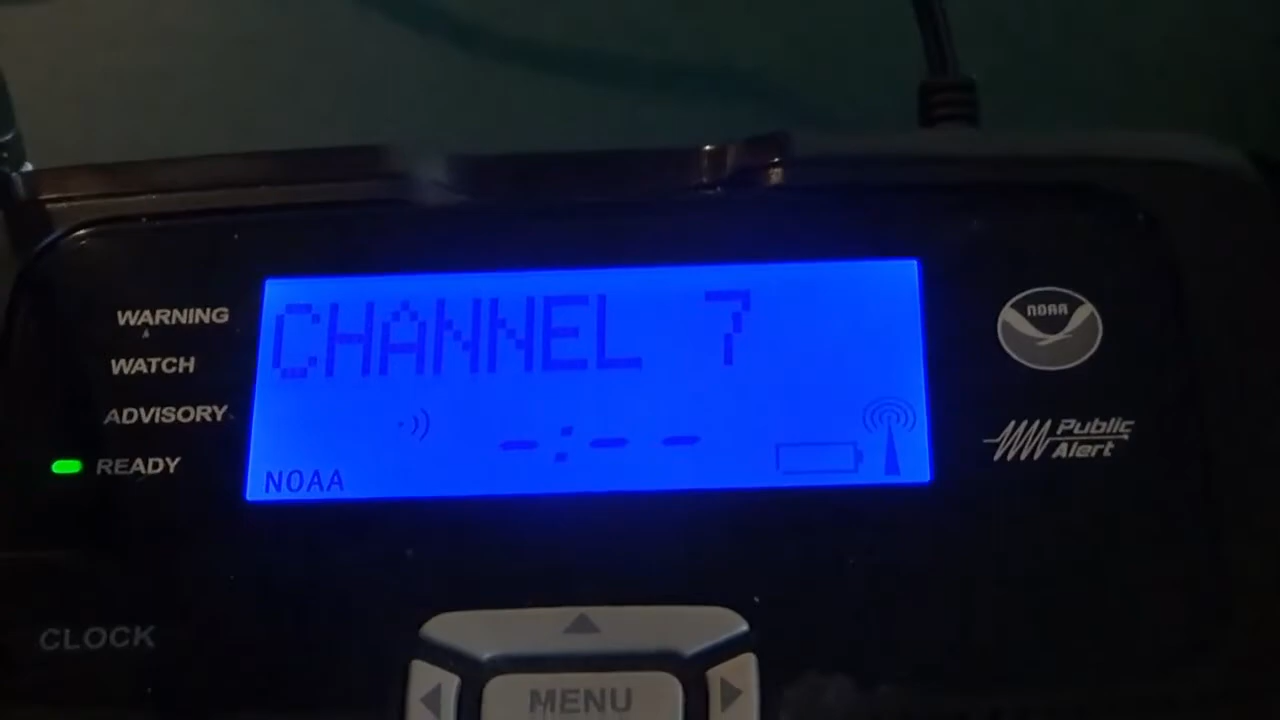 WARNING
WATCH
ADVISORY
READY
CHANNEL 7
-:--
NOAA
NOAA
Public
Alert
CLOCK
MENU